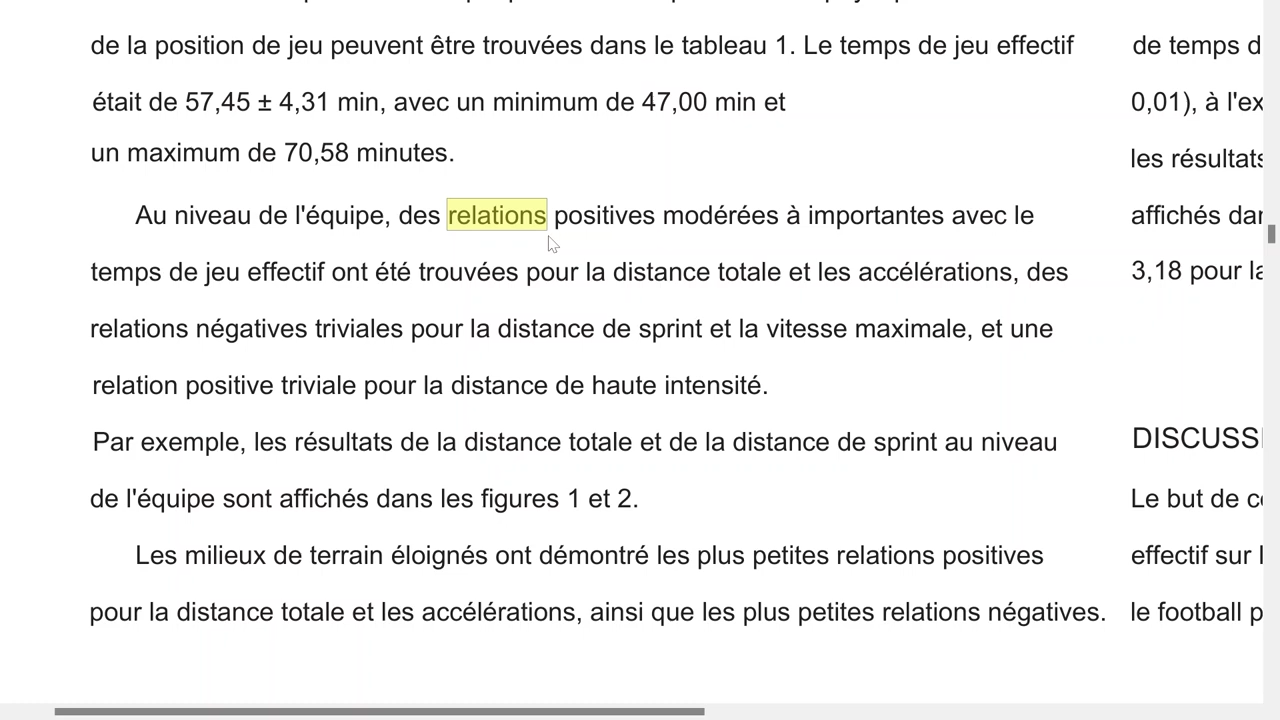 de la position de jeu peuvent être trouvées dans le tableau 1. Le temps de jeu effectif
était de 57,45 ± 4,31 min, avec un minimum de 47,00 min et
un maximum de 70,58 minutes.
Au niveau de l'équipe, des relations positives modérées à importantes avec le
temps de jeu effectif ont été trouvées pour la distance totale et les accélérations, des
relations négatives triviales pour la distance de sprint et la vitesse maximale, et une
relation positive triviale pour la distance de haute intensité.
Par exemple, les résultats de la distance totale et de la distance de sprint au niveau
de l'équipe sont affichés dans les figures 1 et 2.
Les milieux de terrain éloignés ont démontré les plus petites relations positives
pour la distance totale et les accélérations, ainsi que les plus petites relations négatives.
de temps
0,01), à
les
affichés
3,18 pour
Le but de
effectif sur
le football